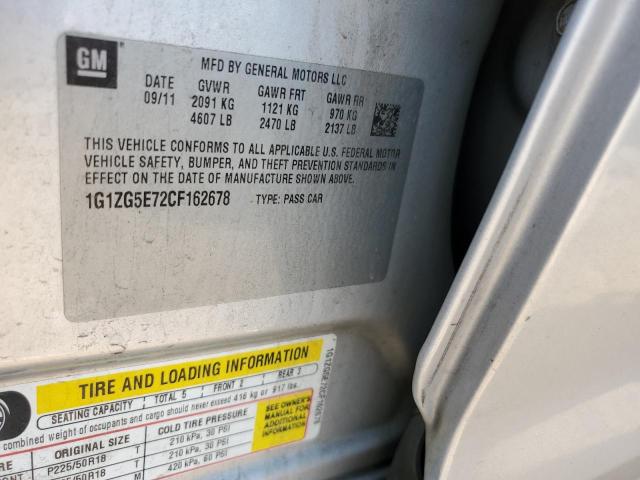 GM
MFD BY GENERAL MOTORS LLC
DATE GVWR GAWR FRT GAWR RR
09/11 2091 KG 1121 KG 970 KG
4607 LB 2470 LB 2137 LB
THIS VEHICLE CONFORMS TO ALL APPLICABLE U.S. FEDERAL MOTOR
VEHICLE SAFETY, BUMPER, AND THEFT PREVENTION STANDARDS IN
EFFECT ON THE DATE OF MANUFACTURE SHOWN ABOVE.
1G1ZG5E72CF162678 TYPE: PASS CAR
TIRE AND LOADING INFORMATION
SEATING CAPACITY TOTAL 5 FRONT 2 REAR 3
combined weight of occupants and cargo should never exceed 416 kg or 917 lbs.
ORIGINAL SIZE COLD TIRE PRESSURE
P225/50R18 T 210 kPa, 30 PSI
T 210 kPa, 30 PSI
M 420 kPa, 60 PSI
SEE OWNER'S
MANUAL FOR
ADDITIONAL
INFORMATION
1G1ZG5E72CF162678